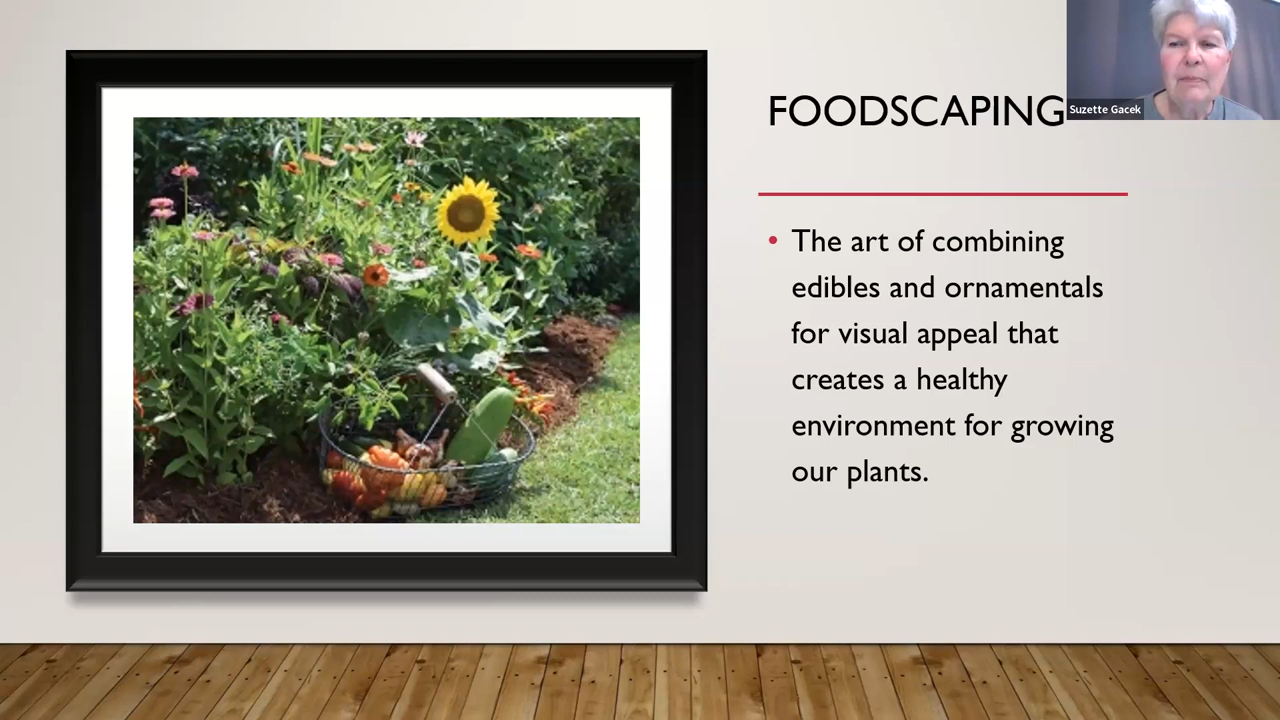 FOODSCAPING
Suzette Gacek
• The art of combining
edibles and ornamentals
for visual appeal that
creates a healthy
environment for growing
our plants.